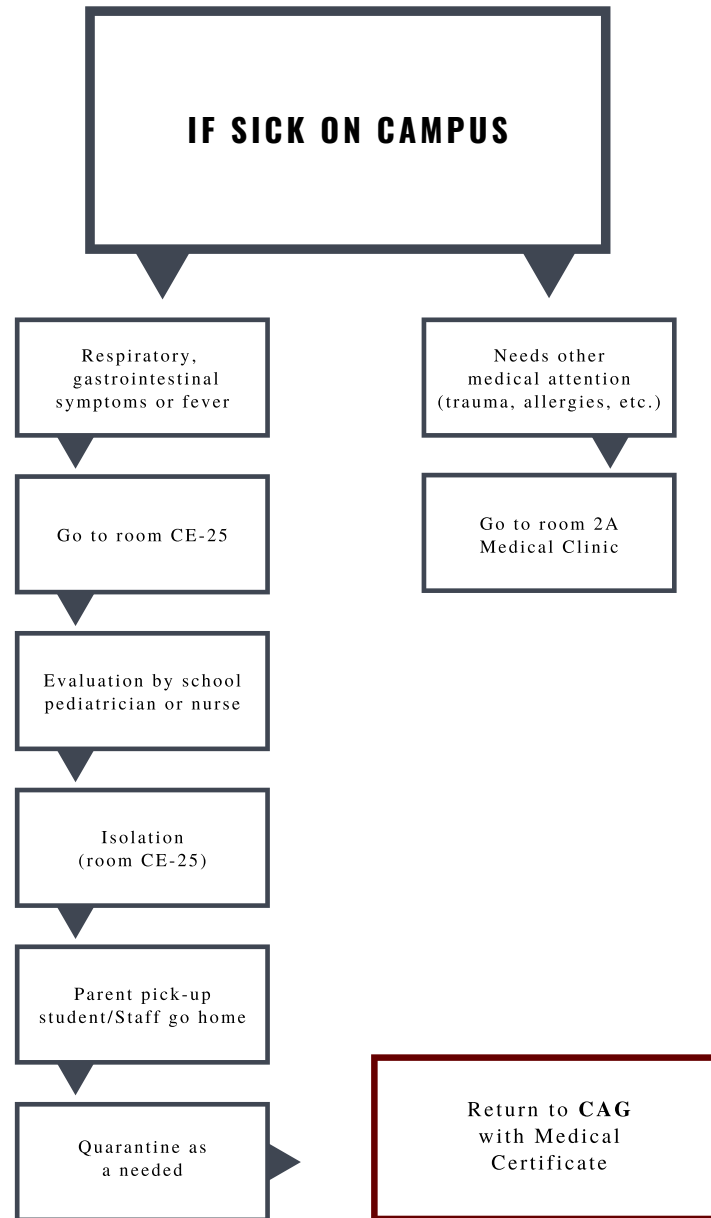 IF SICK ON CAMPUS
Respiratory,
gastrointestinal
symptoms or fever
Go to room CE-25
Evaluation by school
pediatrician or nurse
Isolation
(room CE-25)
Parent pick-up
student/Staff go home
Quarantine as
a needed
Needs other
medical attention
(trauma, allergies, etc.)
Go to room 2A
Medical Clinic
Return to CAG
with Medical
Certificate